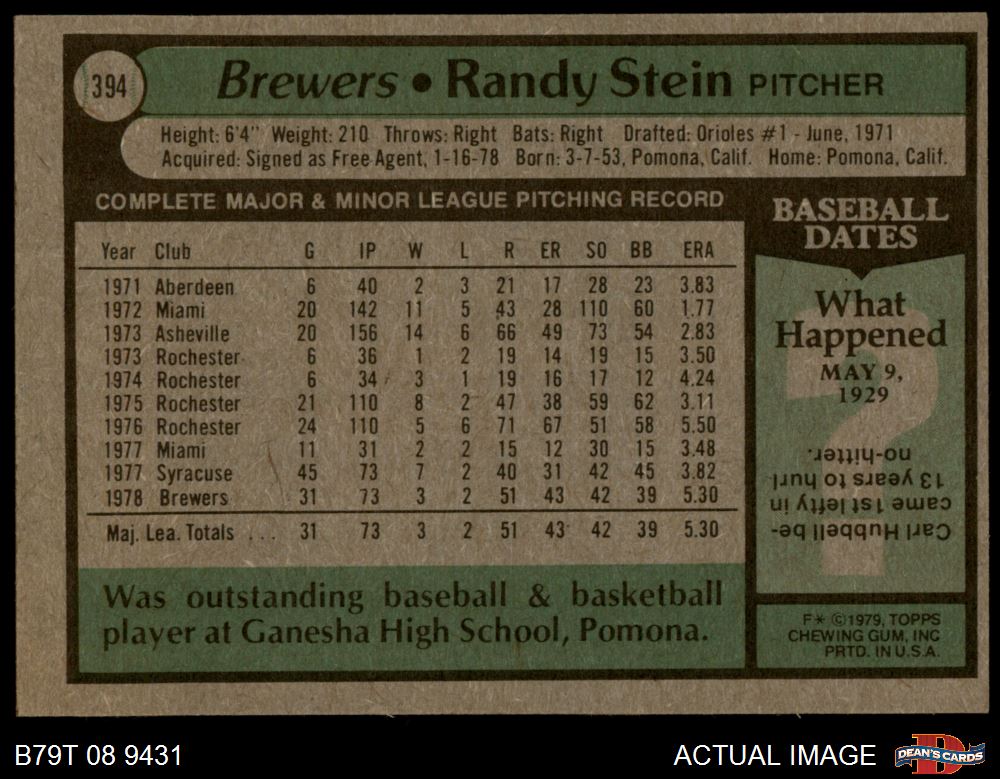 394
Brewers • Randy Stein PITCHER
Height: 6'4" Weight: 210 Throws: Right Bats: Right Drafted: Orioles #1 - June, 1971
Acquired: Signed as Free Agent, 1-16-78 Born: 3-7-53, Pomona, Calif. Home: Pomona, Calif.
COMPLETE MAJOR & MINOR LEAGUE PITCHING RECORD
Year Club G IP W L R ER SO BB ERA
1971 Aberdeen 6 40 2 3 21 17 28 23 3.83
1972 Miami 20 142 11 5 43 28 110 60 1.77
1973 Asheville 20 156 14 6 66 49 73 54 2.83
1973 Rochester 6 36 1 2 19 14 19 15 3.50
1974 Rochester 6 34 3 1 19 16 17 12 4.24
1975 Rochester 21 110 8 2 47 38 59 62 3.11
1976 Rochester 24 110 5 6 71 67 51 58 5.50
1977 Miami 11 31 2 2 15 12 30 15 3.48
1977 Syracuse 45 73 7 2 40 31 42 45 3.82
1978 Brewers 31 73 3 2 51 43 42 39 5.30
Maj. Lea. Totals ... 31 73 3 2 51 43 42 39 5.30
Was outstanding baseball & basketball
player at Ganesha High School, Pomona.
BASEBALL
DATES
What
Happened
MAY 9,
1929
?
Carl Hubbell be-
came 1st lefty in
13 years to hurl
no-hitter.
F* ©1979, TOPPS
CHEWING GUM, INC
PRTD. IN U.S.A.
B79T 08 9431
ACTUAL IMAGE
D
DEAN'S CARDS